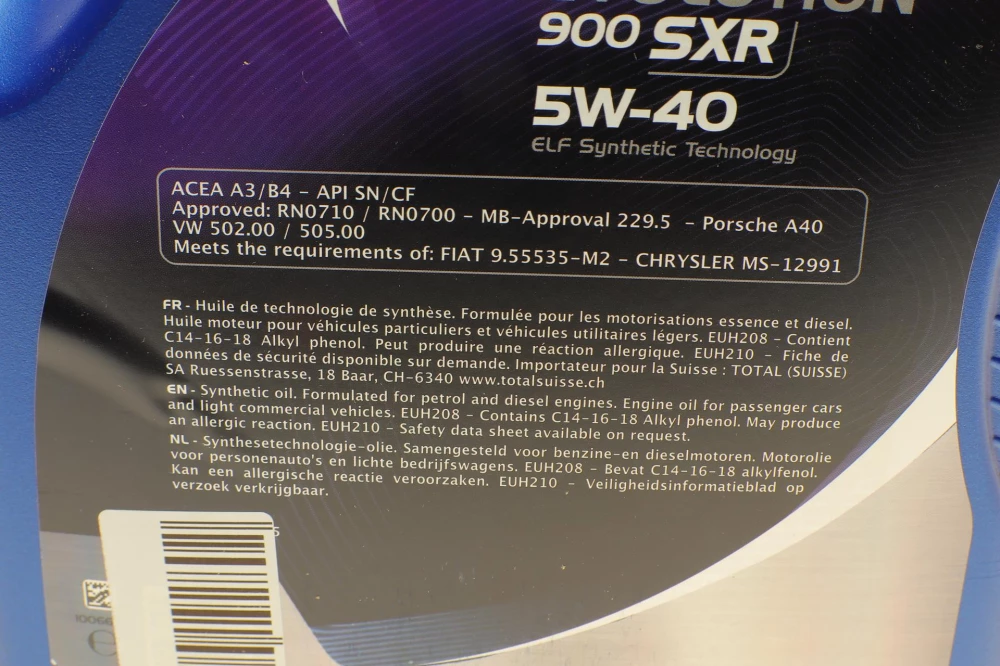 900 SXR
5W-40
ELF Synthetic Technology
ACEA A3/B4 – API SN/CF
Approved: RN0710 / RN0700 – MB-Approval 229.5 – Porsche A40
VW 502.00 / 505.00
Meets the requirements of: FIAT 9.55535-M2 – CHRYSLER MS-12991
FR - Huile de technologie de synthèse. Formulée pour les motorisations essence et diesel.
Huile moteur pour véhicules particuliers et véhicules utilitaires légers. EUH208 – Contient
C14-16-18 Alkyl phenol. Peut produire une réaction allergique. EUH210 – Fiche de
données de sécurité disponible sur demande. Importateur pour la Suisse : TOTAL (SUISSE)
SA Ruessenstrasse, 18 Baar, CH-6340 www.totalsuisse.ch
EN - Synthetic oil. Formulated for petrol and diesel engines. Engine oil for passenger cars
and light commercial vehicles. EUH208 – Contains C14-16-18 Alkyl phenol. May produce
an allergic reaction. EUH210 – Safety data sheet available on request.
NL - Synthesetechnologie-olie. Samengesteld voor benzine-en dieselmotoren. Motorolie
voor personenauto's en lichte bedrijfswagens. EUH208 – Bevat C14-16-18 alkylfenol.
Kan een allergische reactie veroorzaken. EUH210 – Veiligheidsinformatieblad op
verzoek verkrijgbaar.